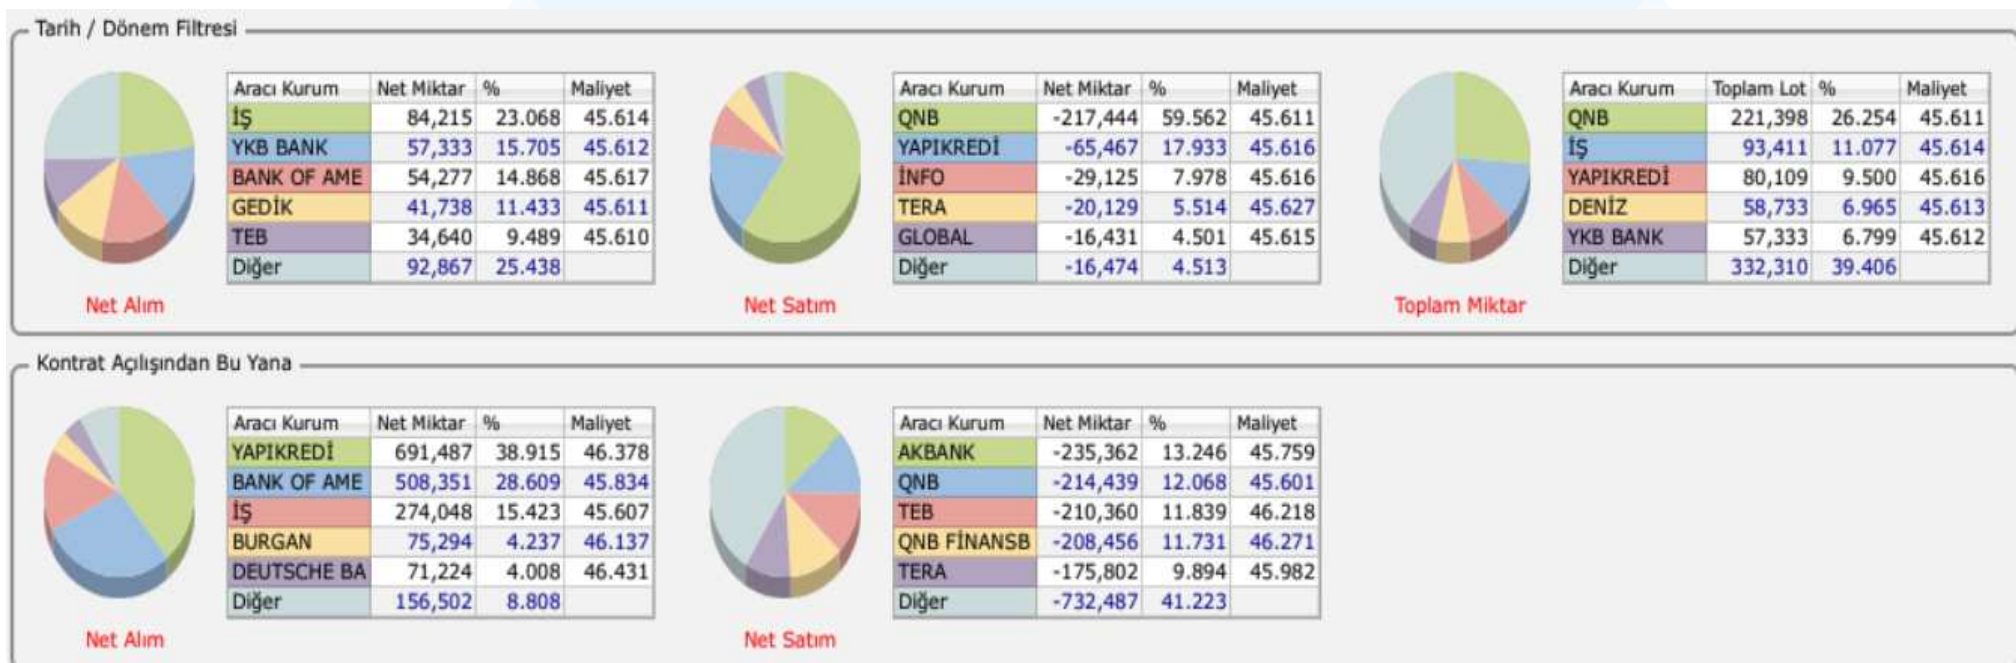 Tarih / Dönem Filtresi
Aracı Kurum Net Miktar % Maliyet
İŞ 84,215 23.068 45.614
YKB BANK 57,333 15.705 45.612
BANK OF AME 54,277 14.868 45.617
GEDİK 41,738 11.433 45.611
TEB 34,640 9.489 45.610
Diğer 92,867 25.438
Net Alım
Aracı Kurum Net Miktar % Maliyet
QNB -217,444 59.562 45.611
YAPIKREDİ -65,467 17.933 45.616
İNFO -29,125 7.978 45.616
TERA -20,129 5.514 45.627
GLOBAL -16,431 4.501 45.615
Diğer -16,474 4.513
Net Satım
Aracı Kurum Toplam Lot % Maliyet
QNB 221,398 26.254 45.611
İŞ 93,411 11.077 45.614
YAPIKREDİ 80,109 9.500 45.616
DENİZ 58,733 6.965 45.613
YKB BANK 57,333 6.799 45.612
Diğer 332,310 39.406
Toplam Miktar
Kontrat Açılışından Bu Yana
Aracı Kurum Net Miktar % Maliyet
YAPIKREDİ 691,487 38.915 46.378
BANK OF AME 508,351 28.609 45.834
İŞ 274,048 15.423 45.607
BURGAN 75,294 4.237 46.137
DEUTSCHE BA 71,224 4.008 46.431
Diğer 156,502 8.808
Net Alım
Aracı Kurum Net Miktar % Maliyet
AKBANK -235,362 13.246 45.759
QNB -214,439 12.068 45.601
TEB -210,360 11.839 46.218
QNB FİNANSB -208,456 11.731 46.271
TERA -175,802 9.894 45.982
Diğer -732,487 41.223
Net Satım